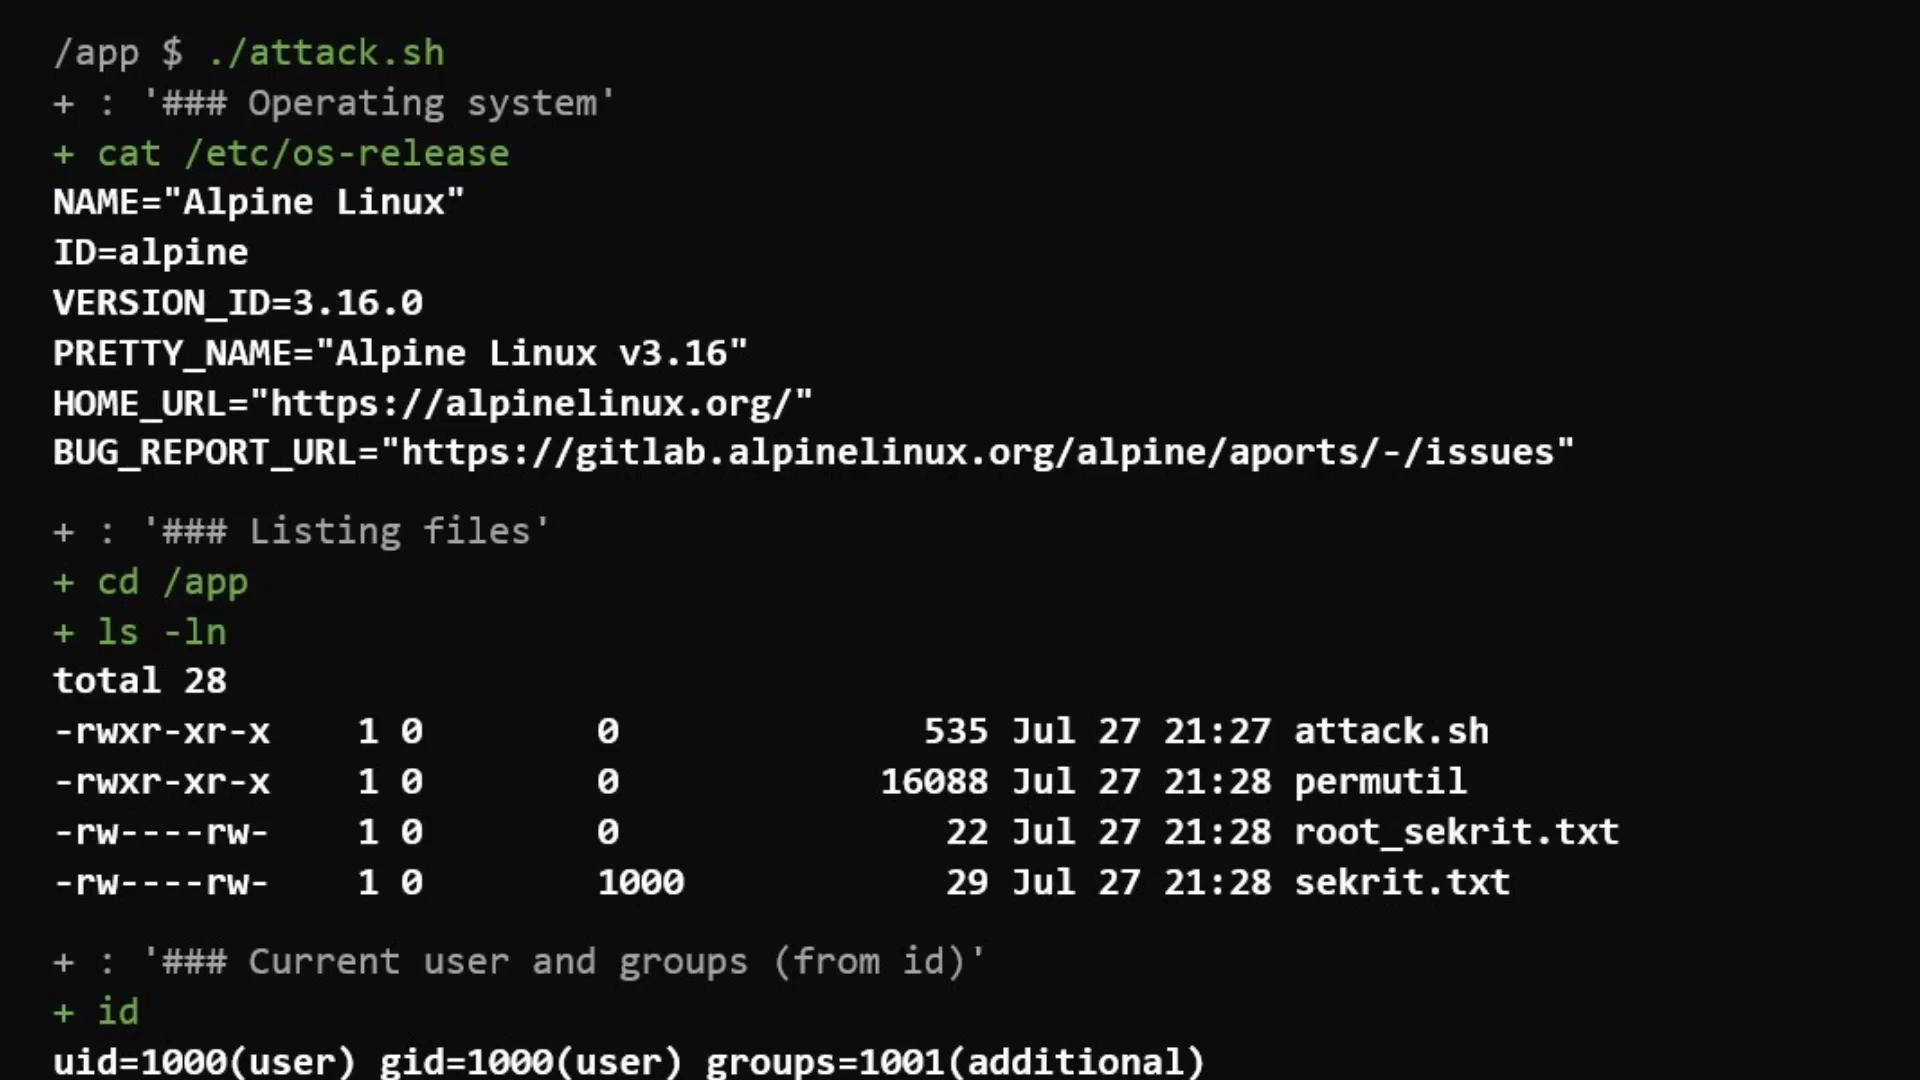 /app $ ./attack.sh
+ : '### Operating system'
+ cat /etc/os-release
NAME="Alpine Linux"
ID=alpine
VERSION_ID=3.16.0
PRETTY_NAME="Alpine Linux v3.16"
HOME_URL="https://alpinelinux.org/"
BUG_REPORT_URL="https://gitlab.alpinelinux.org/alpine/aports/-/issues"
+ : '### Listing files'
+ cd /app
+ ls -ln
total 28
-rwxr-xr-x    1 0        0              535 Jul 27 21:27 attack.sh
-rwxr-xr-x    1 0        0            16088 Jul 27 21:28 permutil
-rw----rw-    1 0        0               22 Jul 27 21:28 root_sekrit.txt
-rw----rw-    1 0        1000            29 Jul 27 21:28 sekrit.txt
+ : '### Current user and groups (from id)'
+ id
uid=1000(user) gid=1000(user) groups=1001(additional)